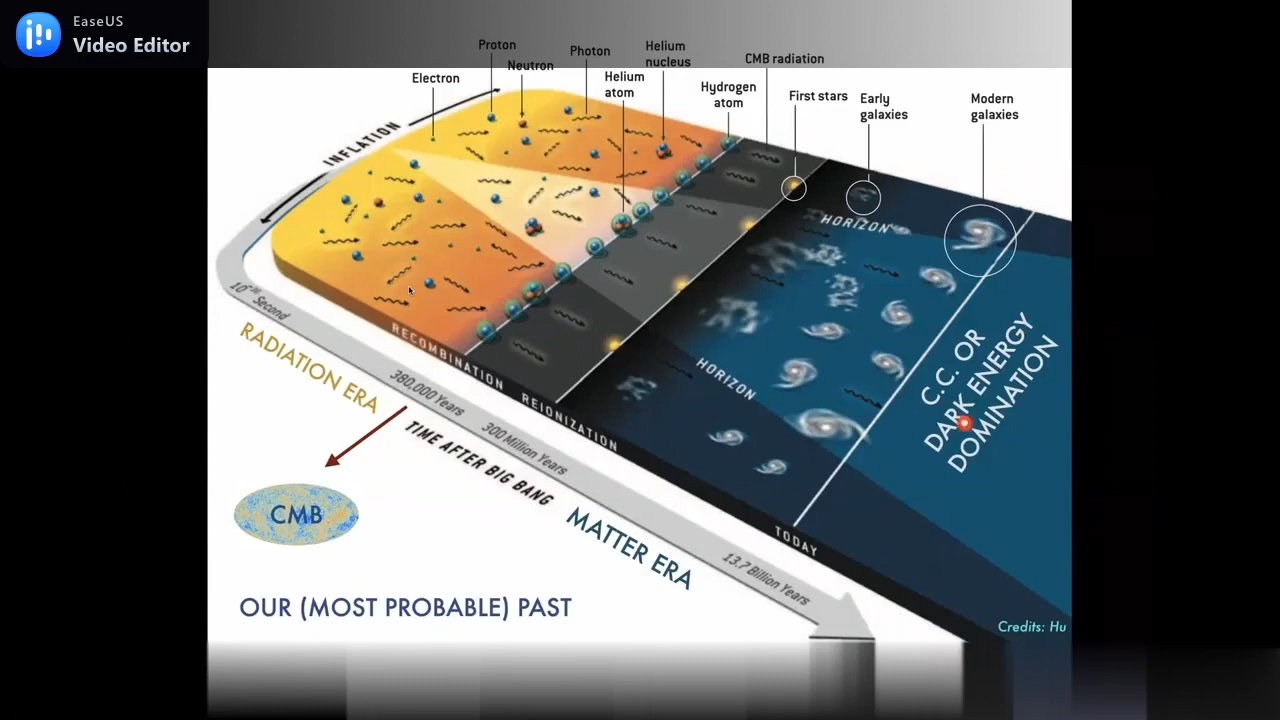 EaseUS
Video Editor
Proton
Neutron
Photon
Helium
nucleus
Electron
Helium
atom
CMB radiation
Hydrogen
atom
First stars
Early
galaxies
Modern
galaxies
INFLATION
HORIZON
HORIZON
Second
RECOMBINATION
380,000 Years
REIONIZATION
300 Million Years
TODAY
13.7 Billion Years
RADIATION ERA
TIME AFTER BIG BANG
MATTER ERA
C.C. OR
DARK ENERGY
DOMINATION
CMB
OUR (MOST PROBABLE) PAST
Credits: Hu